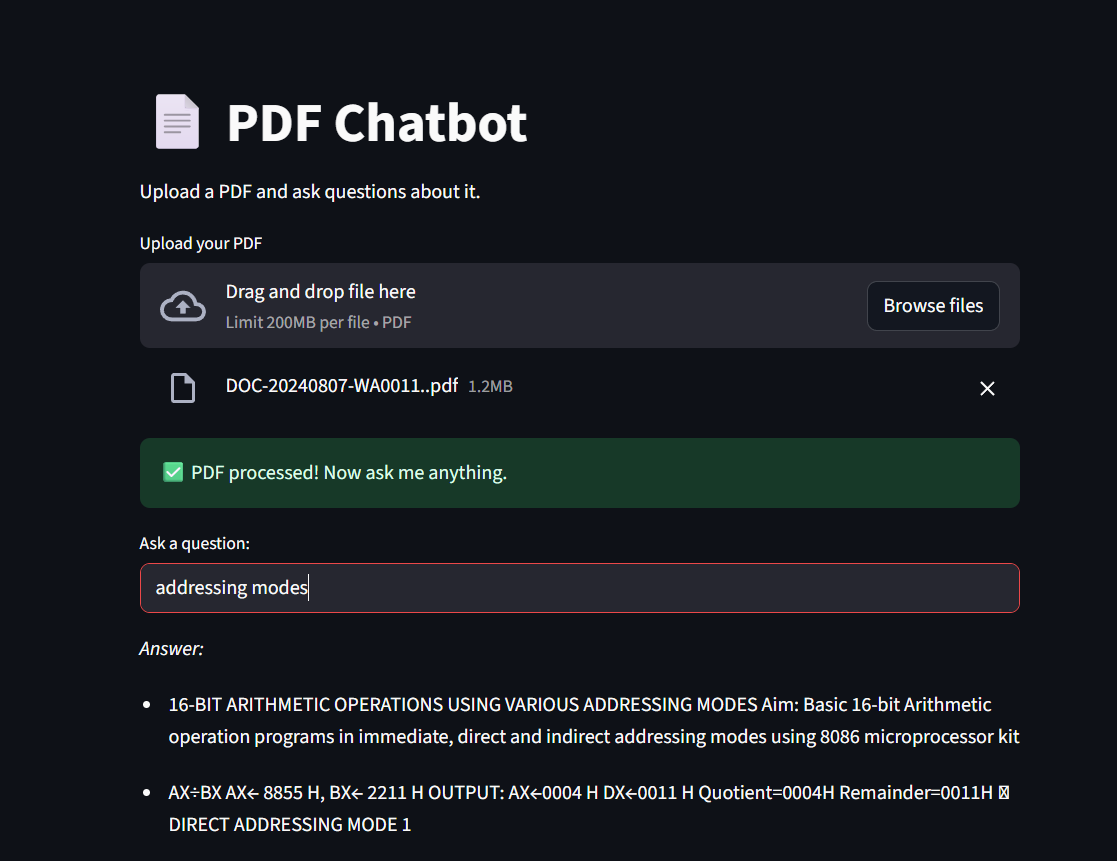 PDF Chatbot
Upload a PDF and ask questions about it.
Upload your PDF
Drag and drop file here
Limit 200MB per file • PDF
Browse files
DOC-20240807-WA0011..pdf 1.2MB
✅ PDF processed! Now ask me anything.
Ask a question:
addressing modes
Answer:
• 16-BIT ARITHMETIC OPERATIONS USING VARIOUS ADDRESSING MODES Aim: Basic 16-bit Arithmetic
operation programs in immediate, direct and indirect addressing modes using 8086 microprocessor kit
• AX÷BX AX← 8855 H, BX← 2211 H OUTPUT: AX←0004 H DX←0011 H Quotient=0004H Remainder=0011H
DIRECT ADDRESSING MODE 1